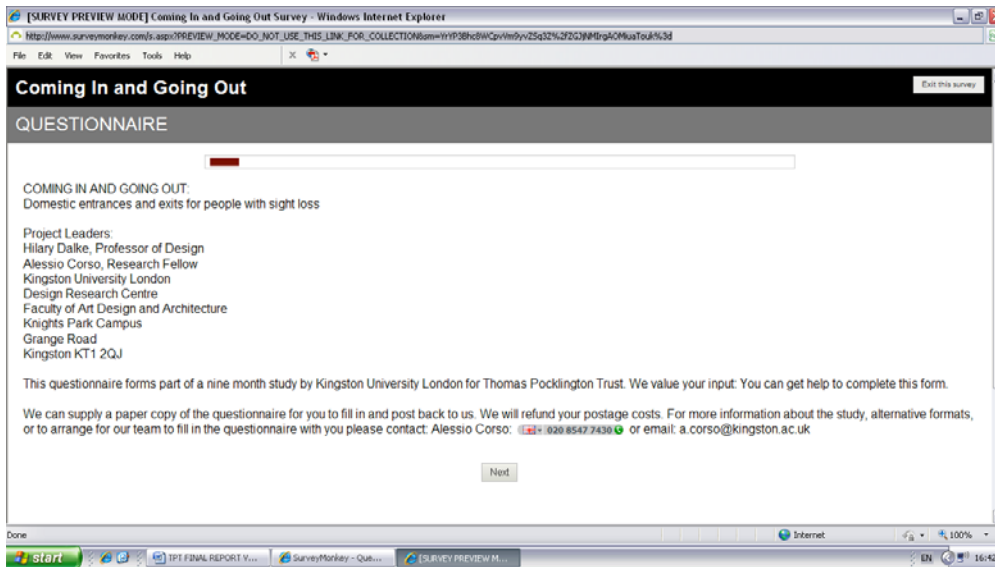 [SURVEY PREVIEW MODE] Coming In and Going Out Survey - Windows Internet Explorer
File Edit View Favorites Tools Help
Coming In and Going Out
Exit this survey
QUESTIONNAIRE
COMING IN AND GOING OUT:
Domestic entrances and exits for people with sight loss
Project Leaders:
Hilary Dalke, Professor of Design
Alessio Corso, Research Fellow
Kingston University London
Design Research Centre
Faculty of Art Design and Architecture
Knights Park Campus
Grange Road
Kingston KT1 2QJ
This questionnaire forms part of a nine month study by Kingston University London for Thomas Pocklington Trust. We value your input: You can get help to complete this form.
We can supply a paper copy of the questionnaire for you to fill in and post back to us. We will refund your postage costs. For more information about the study, alternative formats,
or to arrange for our team to fill in the questionnaire with you please contact: Alessio Corso: 020 8547 7430 or email: a.corso@kingston.ac.uk
Next
Done Internet 100%
start TPT FINAL REPORT V... SurveyMonkey - Que... [SURVEY PREVIEW M... EN 16:42